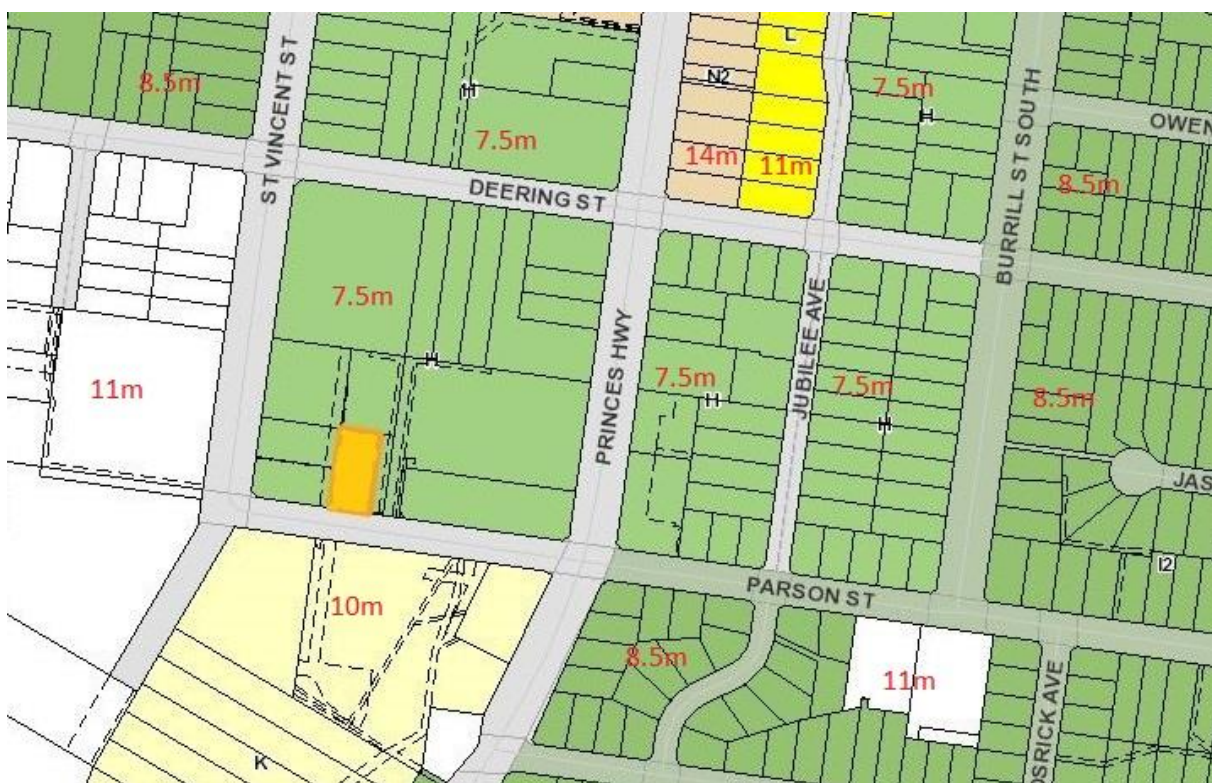 L
8.5m
ST VINCENT ST
H
N2
7.5m
H
BURRILL ST SOUTH
OWEN
7.5m
14m
11m
8.5m
DEERING ST
7.5m
JUBILEE AVE
11m
H
PRINCES HWY
7.5m
H
7.5m
H
8.5m
JAS
I2
10m
PARSON ST
8.5m
11m
OSRICK AVE
K